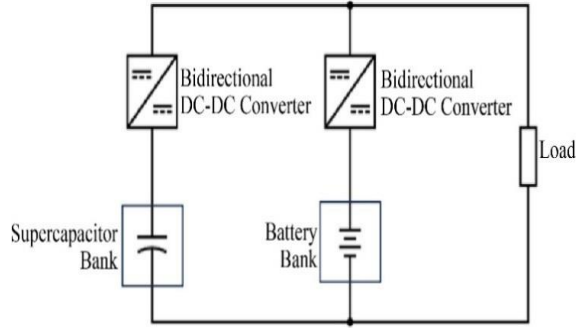 Bidirectional
DC-DC Converter
Bidirectional
DC-DC Converter
Load
Supercapacitor
Bank
Battery
Bank